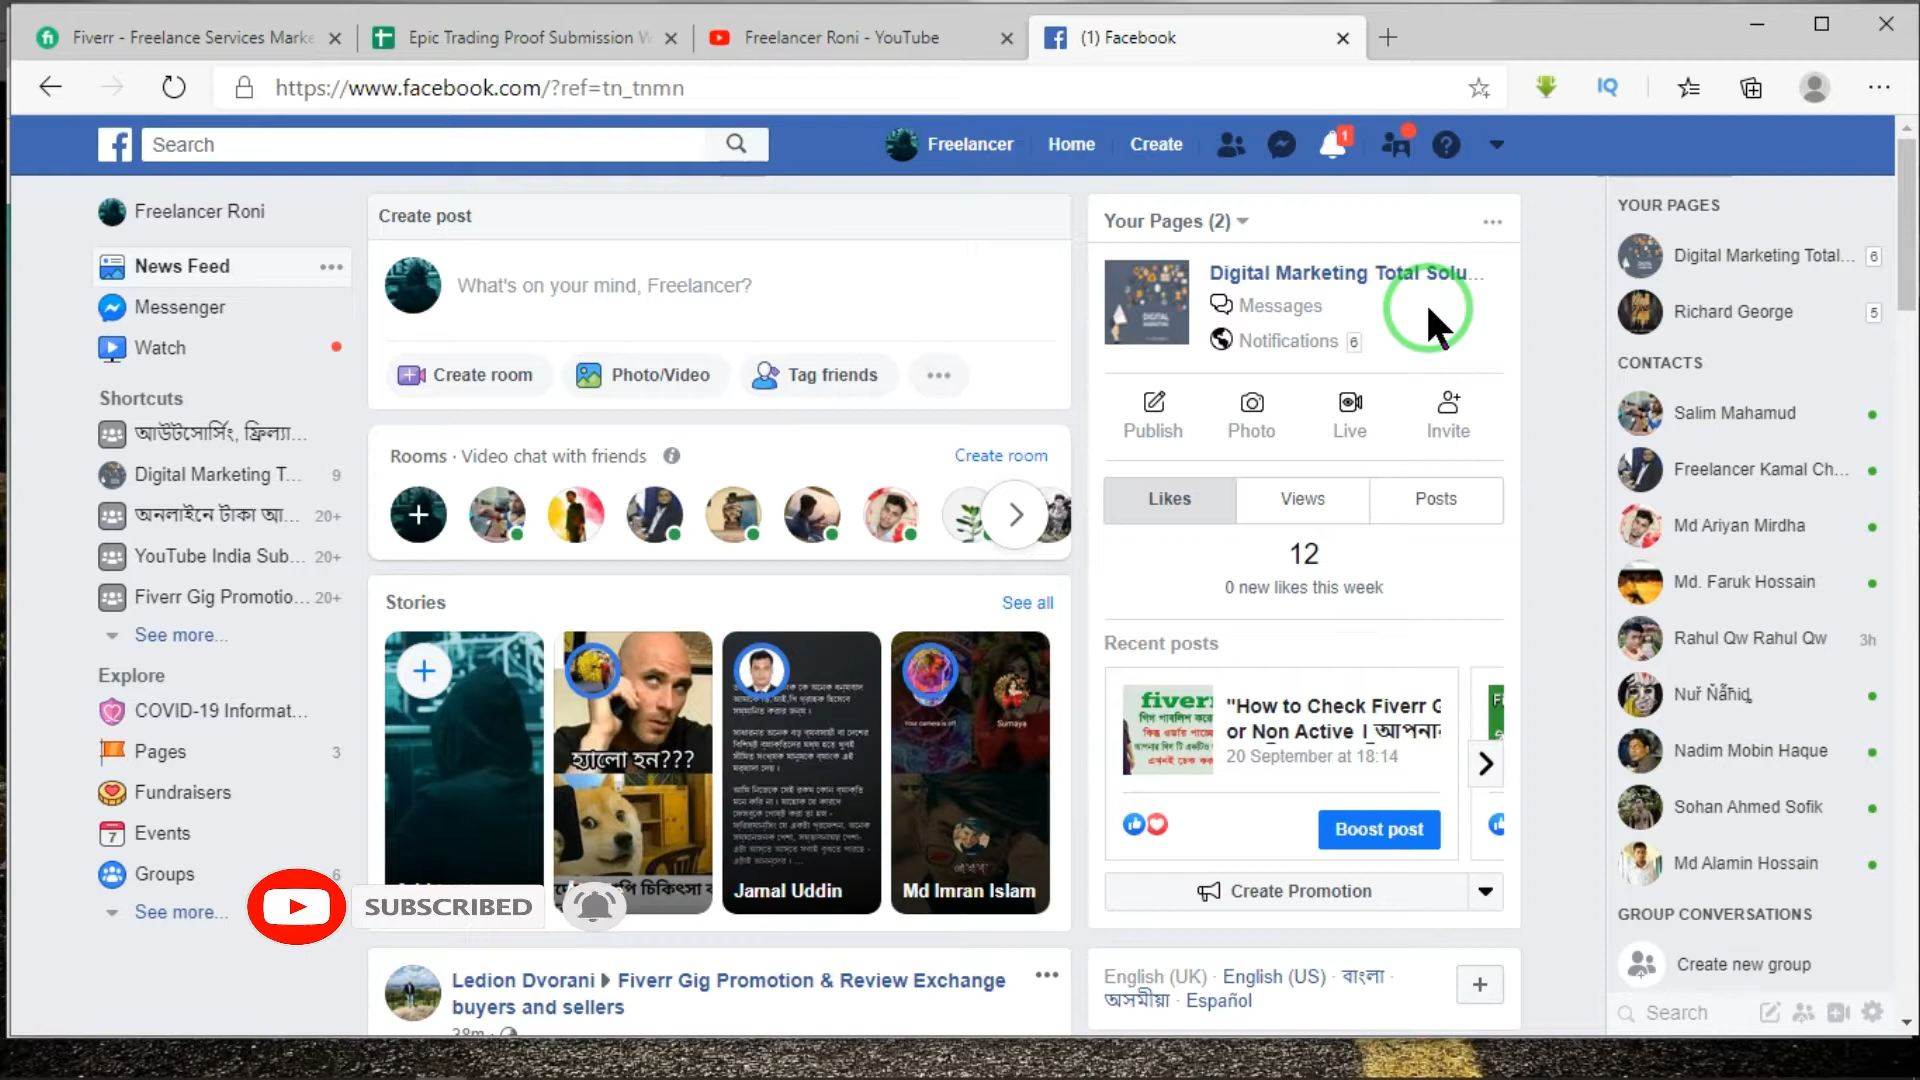 Fiverr - Freelance Services Marke
Epic Trading Proof Submission W
Freelancer Roni - YouTube
(1) Facebook
https://www.facebook.com/?ref=tn_tnmn
IQ
Search
Freelancer
Home
Create
1
Freelancer Roni
News Feed
Messenger
Watch
Shortcuts
আউটসোর্সিং, ফ্রিল্যা...
Digital Marketing T... 9
অনলাইনে টাকা আ... 20+
YouTube India Sub... 20+
Fiverr Gig Promotio... 20+
See more...
Explore
COVID-19 Informat...
Pages 3
Fundraisers
Events
Groups 6
See more...
SUBSCRIBED
Create post
What's on your mind, Freelancer?
Create room
Photo/Video
Tag friends
Rooms · Video chat with friends
Create room
Stories
See all
হ্যালো হন???
Jamal Uddin
Sumaya
Md Imran Islam
Ledion Dvorani ▸ Fiverr Gig Promotion & Review Exchange
buyers and sellers
38m
Your Pages (2)
Digital Marketing Total Solu...
Messages
Notifications 6
Publish
Photo
Live
Invite
Likes
Views
Posts
12
0 new likes this week
Recent posts
fiverr
"How to Check Fiverr G
or Non Active । আপনার
20 September at 18:14
Boost post
Create Promotion
English (UK) · English (US) · বাংলা ·
অসমীয়া · Español
YOUR PAGES
Digital Marketing Total... 6
Richard George 5
CONTACTS
Salim Mahamud
Freelancer Kamal Ch...
Md Ariyan Mirdha
Md. Faruk Hossain
Rahul Qw Rahul Qw 3h
Nadim Mobin Haque
Sohan Ahmed Sofik
Md Alamin Hossain
GROUP CONVERSATIONS
Create new group
Search